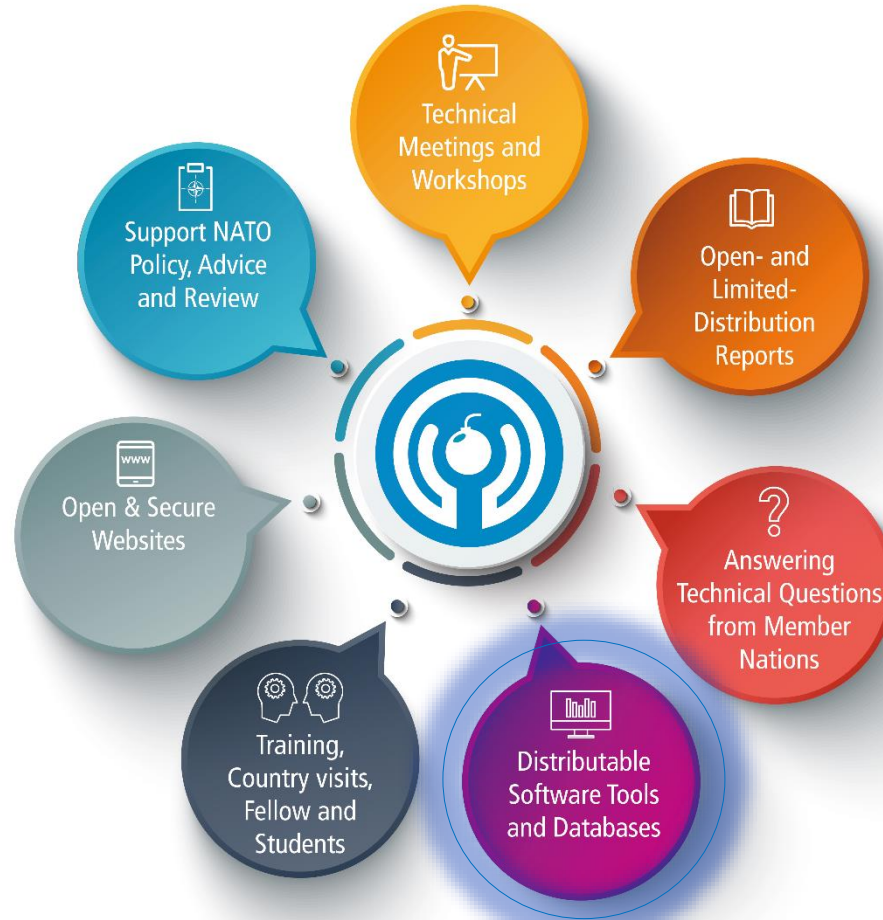 Technical
Meetings and
Workshops
Support NATO
Policy, Advice
and Review
Open- and
Limited-
Distribution
Reports
www
Open & Secure
Websites
?
Answering
Technical Questions
from Member
Nations
Training,
Country visits,
Fellow and
Students
Distributable
Software Tools
and Databases